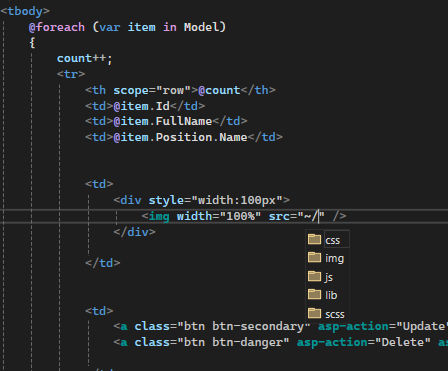 <tbody>
@foreach (var item in Model)
{
count++;
<tr>
<th scope="row">@count</th>
<td>@item.Id</td>
<td>@item.FullName</td>
<td>@item.Position.Name</td>
<td>
<div style="width:100px">
<img width="100%" src="~/" />
</div>
</td>
css
img
js
lib
scss
<td>
<a class="btn btn-secondary" asp-action="Update"
<a class="btn btn-danger" asp-action="Delete" as